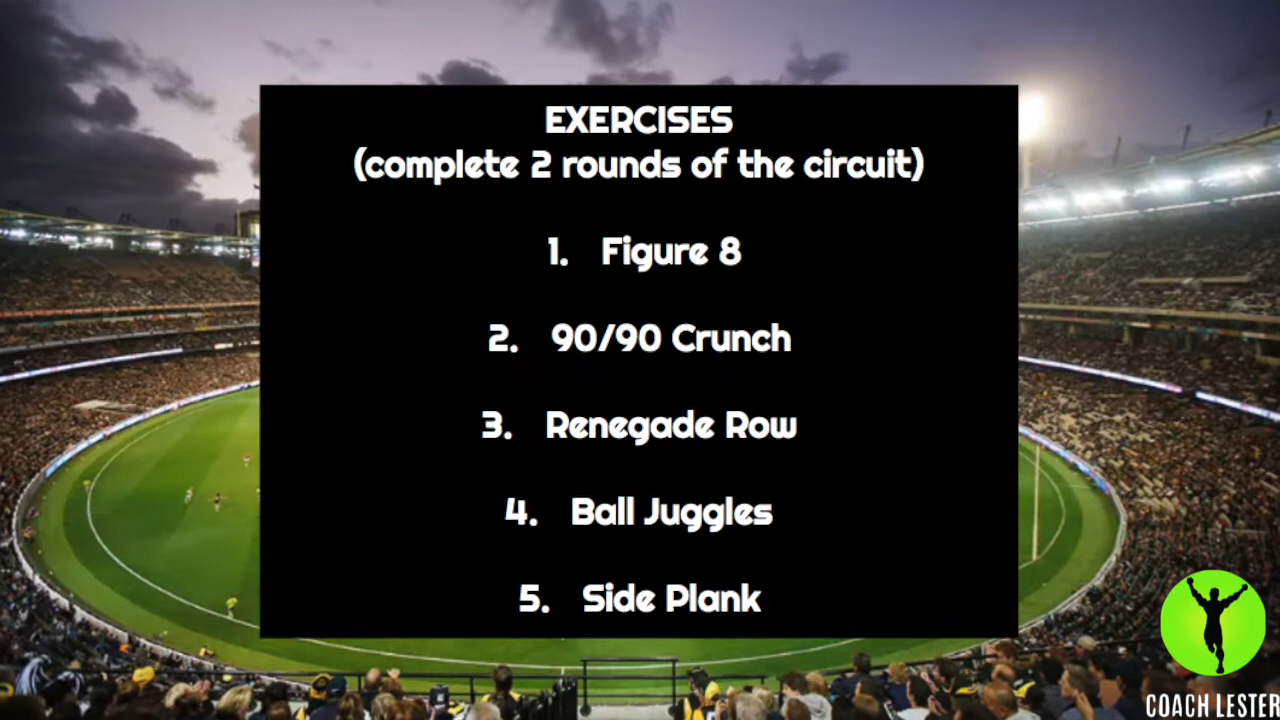 EXERCISES
(complete 2 rounds of the circuit)
1. Figure 8
2. 90/90 Crunch
3. Renegade Row
4. Ball Juggles
5. Side Plank
COACH LESTER